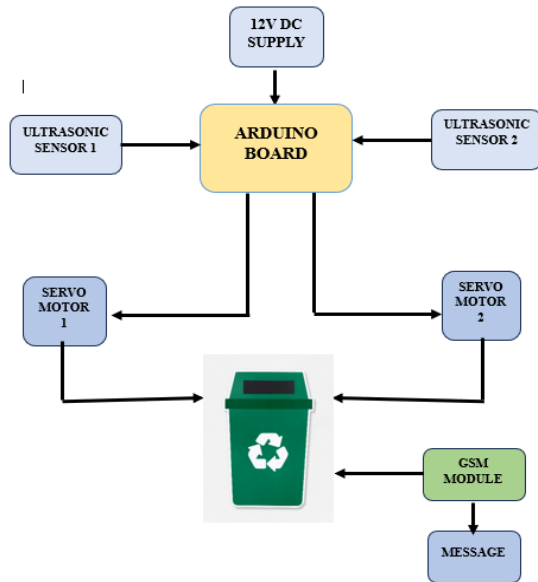 12V DC
SUPPLY
ULTRASONIC
SENSOR 1
ARDUINO
BOARD
ULTRASONIC
SENSOR 2
SERVO
MOTOR
1
SERVO
MOTOR
2
GSM
MODULE
MESSAGE